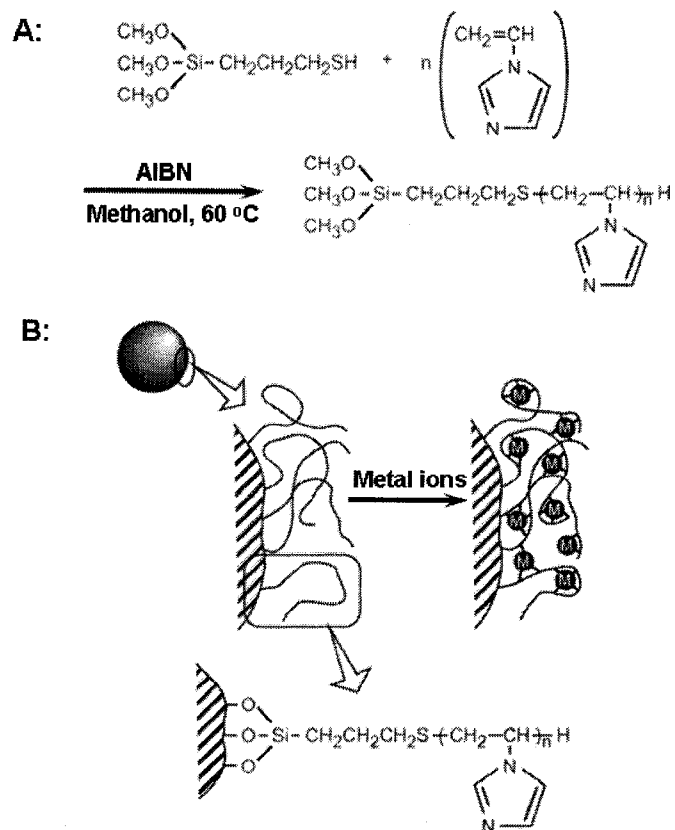 A:
CH₃O
CH₃O-Si-CH₂CH₂CH₂SH + n ( CH₂=CH
CH₃O
N
N
AIBN
Methanol, 60 °C
CH₃O
CH₃O-Si-CH₂CH₂CH₂S-(CH₂-CH)n-H
CH₃O
N
N
B:
Metal ions
M
M
M
M
M
M
M
M
M
O
O-Si-CH₂CH₂CH₂S-(CH₂-CH)n-H
O
N
N